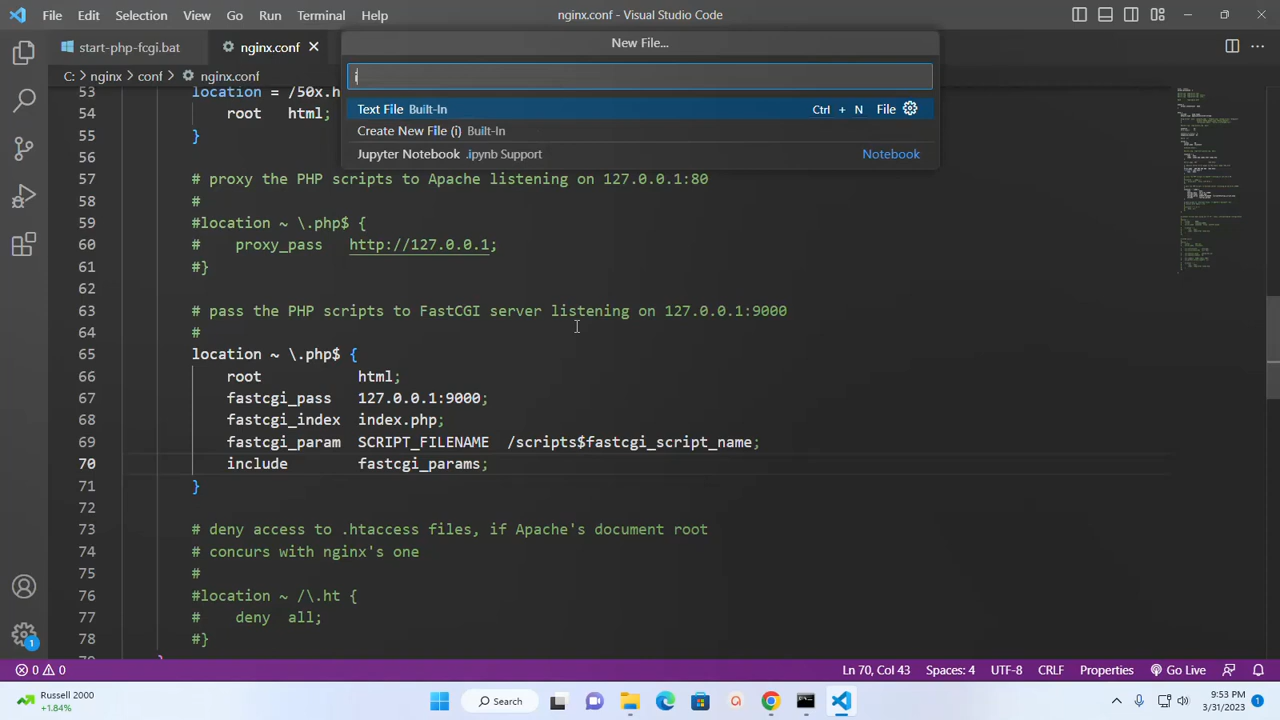 File Edit Selection View Go Run Terminal Help
nginx.conf - Visual Studio Code
start-php-fcgi.bat
nginx.conf
New File...
C: > nginx > conf > nginx.conf
i
Text File Built-In Ctrl + N File
Create New File (i) Built-In
Jupyter Notebook .ipynb Support Notebook
53 location = /50x.h
54 root html;
55 }
56
57 # proxy the PHP scripts to Apache listening on 127.0.0.1:80
58 #
59 #location ~ \.php$ {
60 # proxy_pass http://127.0.0.1;
61 #}
62
63 # pass the PHP scripts to FastCGI server listening on 127.0.0.1:9000
64 #
65 location ~ \.php$ {
66 root html;
67 fastcgi_pass 127.0.0.1:9000;
68 fastcgi_index index.php;
69 fastcgi_param SCRIPT_FILENAME /scripts$fastcgi_script_name;
70 include fastcgi_params;
71 }
72
73 # deny access to .htaccess files, if Apache's document root
74 # concurs with nginx's one
75 #
76 #location ~ /\.ht {
77 # deny all;
78 #}
0 0 Ln 70, Col 43 Spaces: 4 UTF-8 CRLF Properties Go Live
1
Russell 2000
+1.84%
Search
9:53 PM
3/31/2023
1